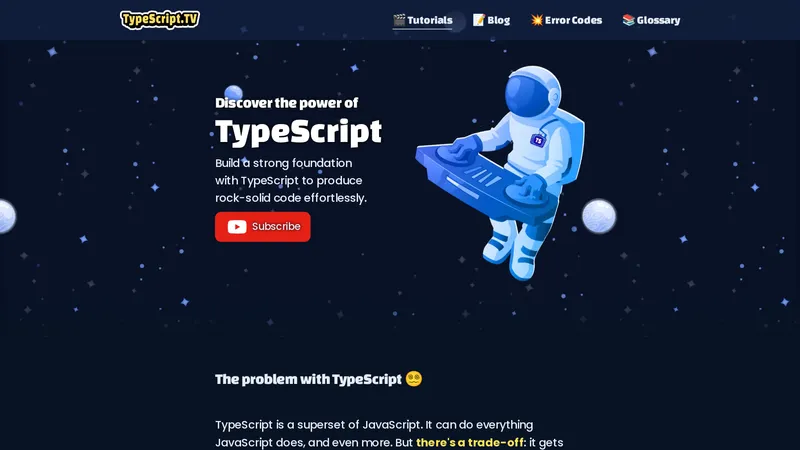 TypeScript.TV
🎬 Tutorials
📝 Blog
💥 Error Codes
📚 Glossary
Discover the power of
TypeScript
Build a strong foundation
with TypeScript to produce
rock-solid code effortlessly.
Subscribe
TS
The problem with TypeScript 😵‍💫
TypeScript is a superset of JavaScript. It can do everything
JavaScript does, and even more. But there's a trade-off: it gets